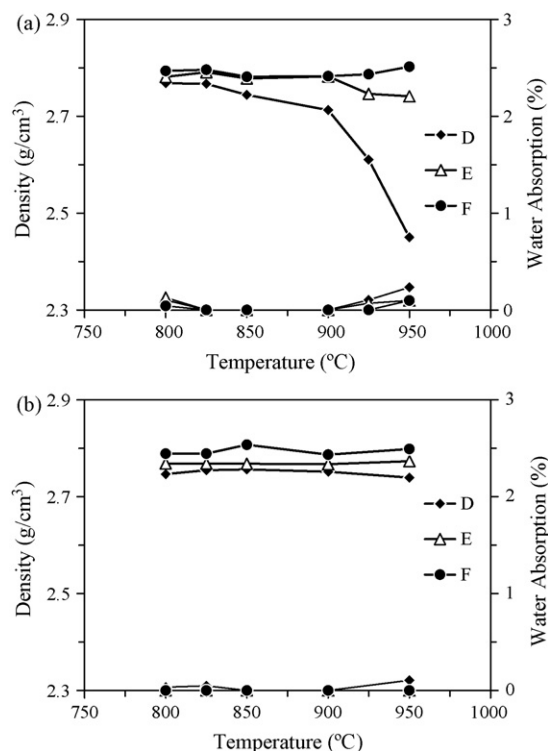 (a)
2.9
2.7
2.5
2.3
Density (g/cm³)
3
2
1
0
Water Absorption (%)
D
E
F
750
800
850
900
950
1000
Temperature (ºC)
(b)
2.9
2.7
2.5
2.3
Density (g/cm³)
3
2
1
0
Water Absorption (%)
D
E
F
750
800
850
900
950
1000
Temperature (ºC)